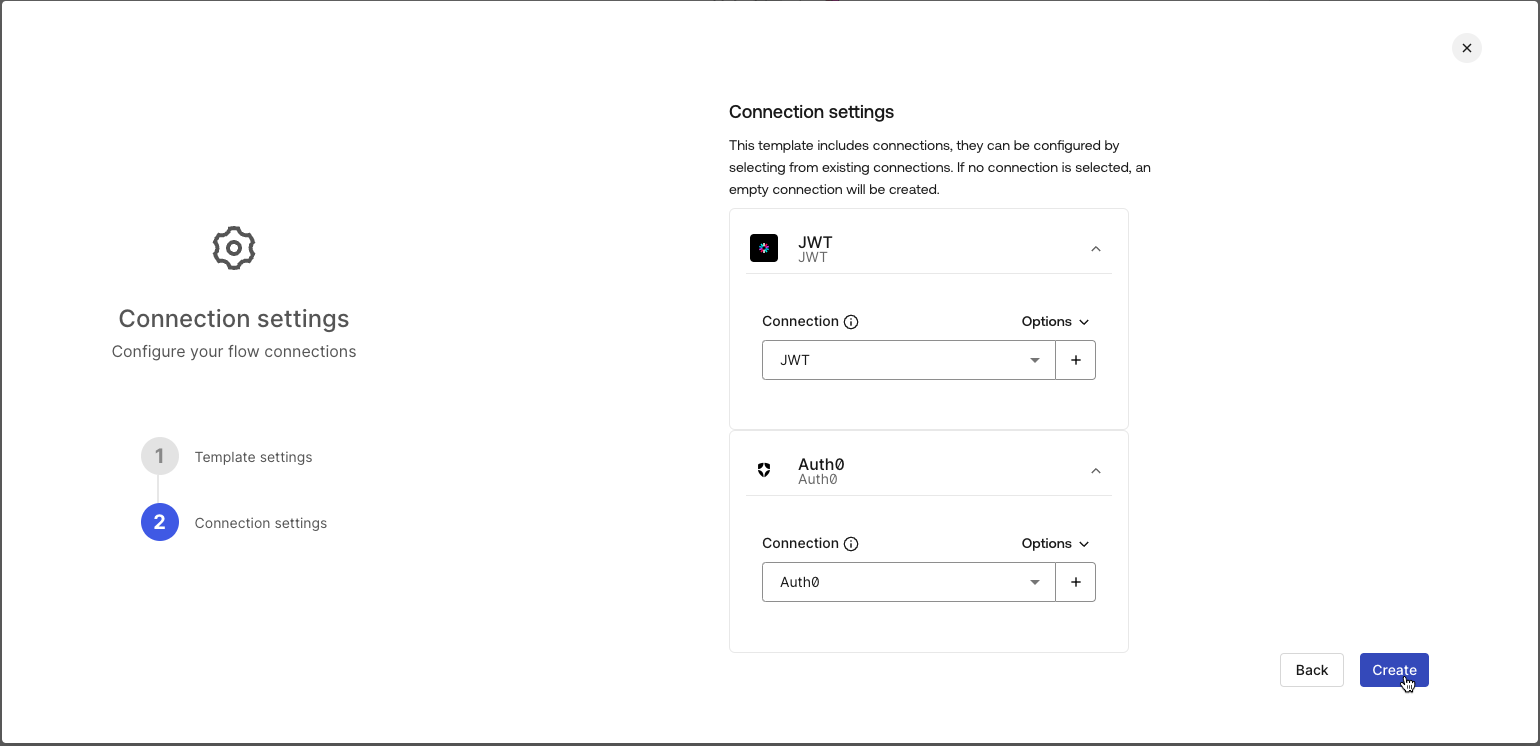 Connection settings
This template includes connections, they can be configured by
selecting from existing connections. If no connection is selected, an
empty connection will be created.
JWT
JWT
Connection
Options
JWT
+
Auth0
Auth0
Connection
Options
Auth0
+
Connection settings
Configure your flow connections
1 Template settings
2 Connection settings
Back
Create